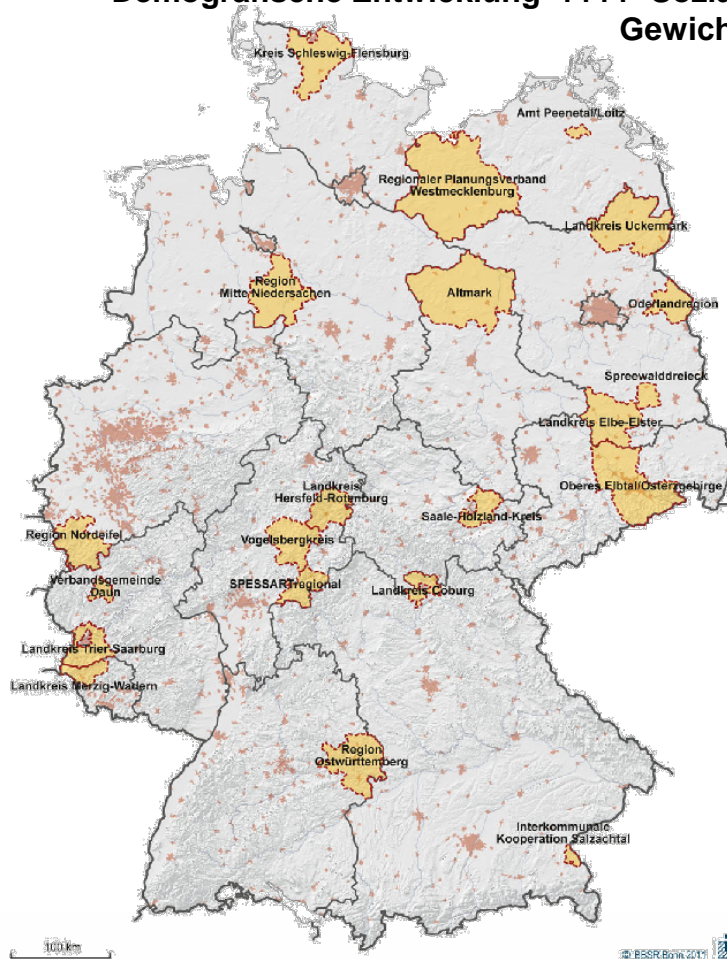 Gewich
Kreis Schleswig-Flensburg
Amt Peenetal/Loitz
Regionaler Planungsverband
Westmecklenburg
Landkreis Uckermark
Region
Mitte Niedersachen
Altmark
Oderlandregion
Spreewalddreieck
Landkreis Elbe-Elster
Landkreis
Hersfeld-Rotenburg
Oberes Elbtal/Osterzgebirge
Saale-Holzland-Kreis
Region Nordeifel
Vogelsbergkreis
Verbandsgemeinde
Daun
SPESSARTregional
Landkreis Coburg
Landkreis Trier-Saarburg
Landkreis Merzig-Wadern
Region
Ostwürttemberg
Interkommunale
Kooperation Salzachtal
100 km
© BBSR Bonn 2011